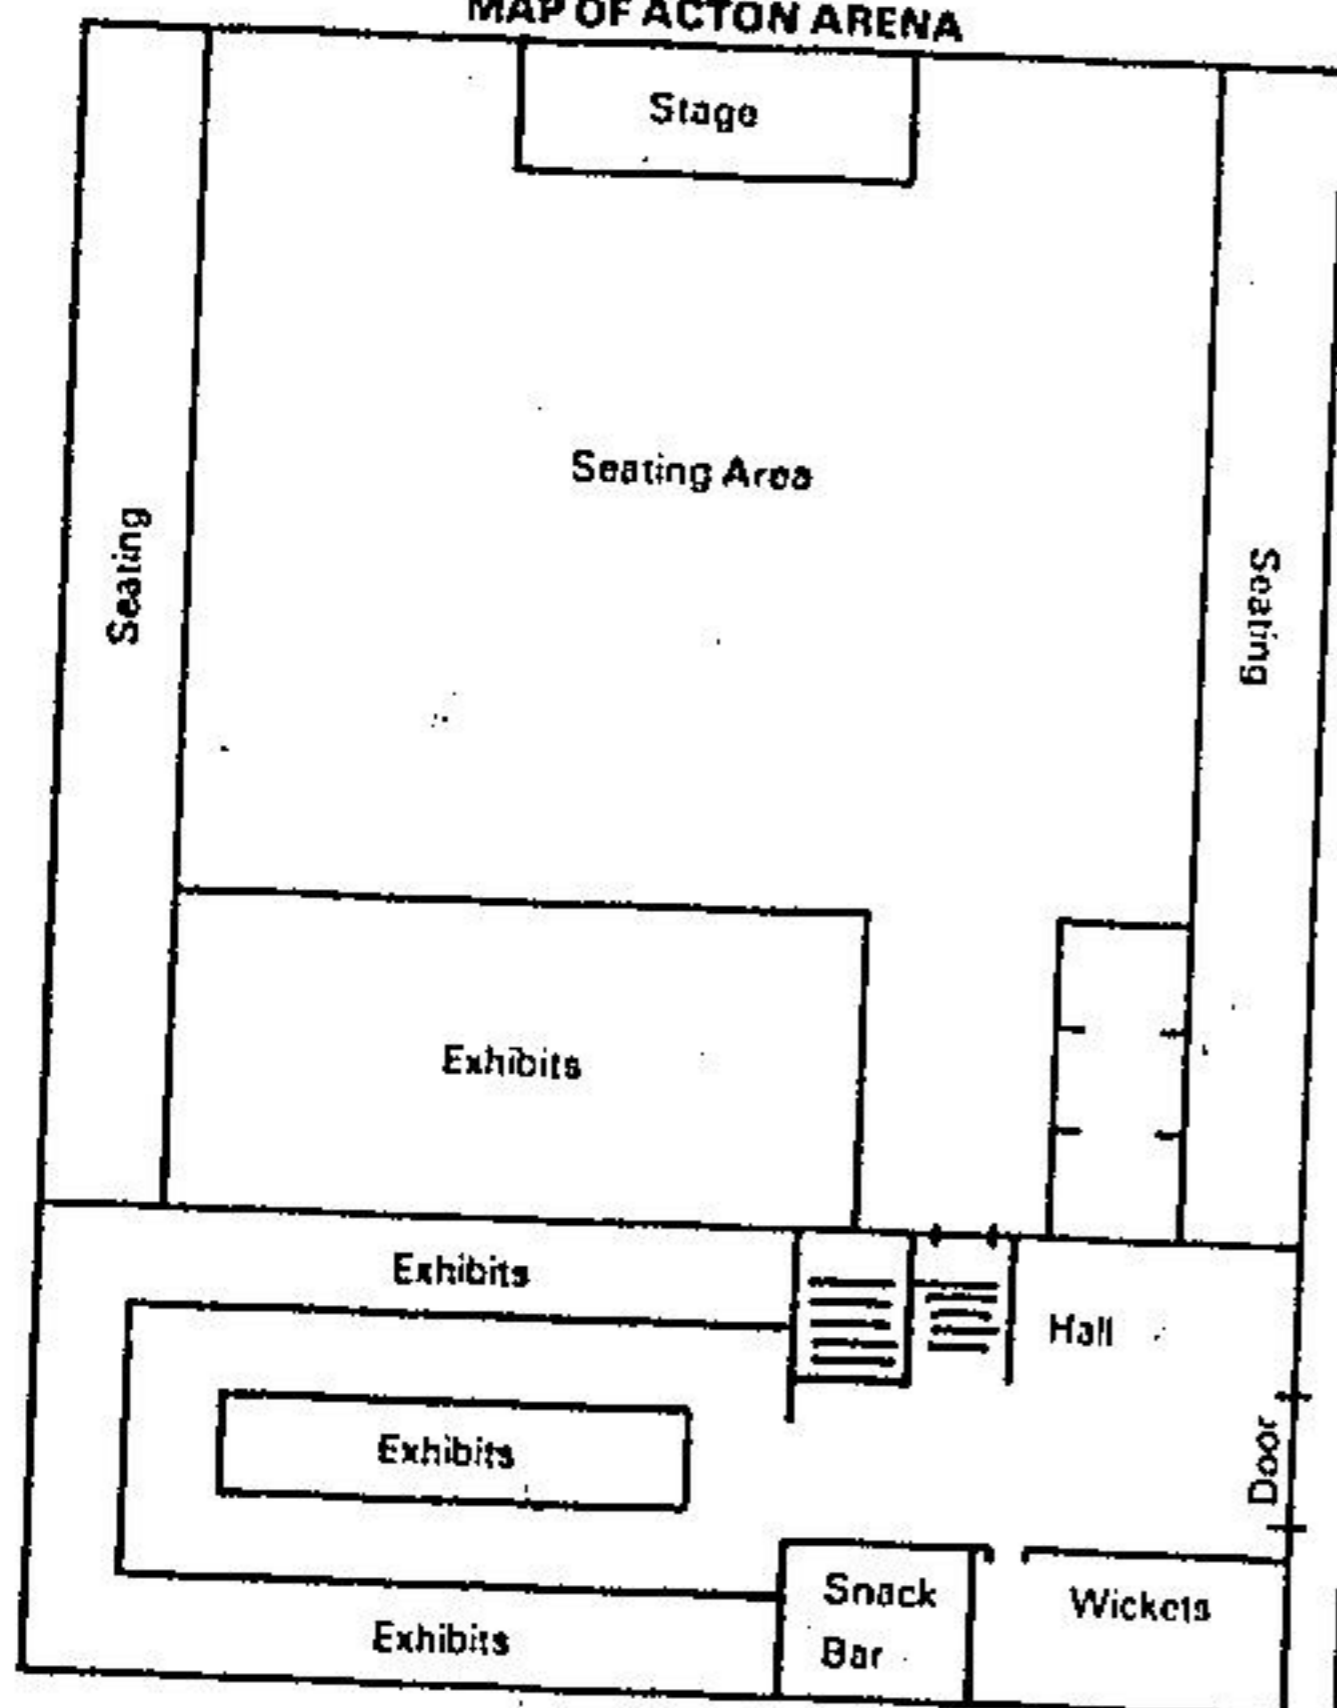 MAP OF ACTON ARENA
Stage
Seating Area
Seating
Seating
Exhibits
Exhibits
Hall
Exhibits
Door
Snack
Bar
Wickets
Exhibits